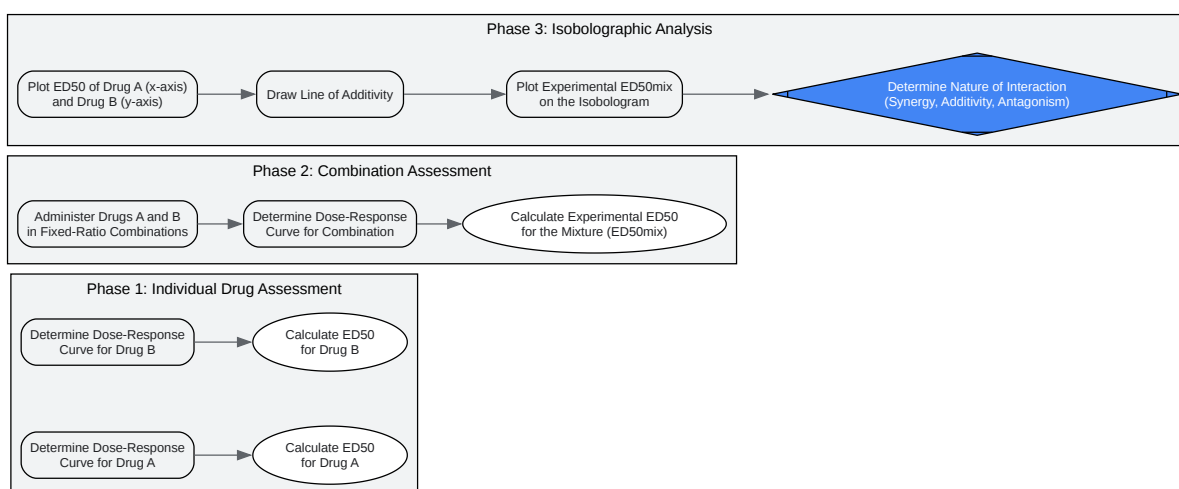 Phase 3: Isobolographic Analysis
Plot ED50 of Drug A (x-axis)
and Drug B (y-axis)
Draw Line of Additivity
Plot Experimental ED50mix
on the Isobologram
Determine Nature of Interaction
(Synergy, Additivity, Antagonism)
Phase 2: Combination Assessment
Administer Drugs A and B
in Fixed-Ratio Combinations
Determine Dose-Response
Curve for Combination
Calculate Experimental ED50
for the Mixture (ED50mix)
Phase 1: Individual Drug Assessment
Determine Dose-Response
Curve for Drug B
Calculate ED50
for Drug B
Determine Dose-Response
Curve for Drug A
Calculate ED50
for Drug A